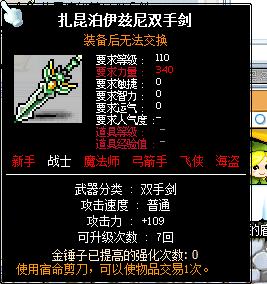 扎昆泊伊兹尼双手剑
装备后无法交换
要求等级 : 110
要求力量 : 340
要求敏捷 : 0
要求智力 : 0
要求运气 : 0
要求人气度 : -
道具等级 : -
道具经验值 : -
新手 战士 魔法师 弓箭手 飞侠 海盗
武器分类 : 双手剑
攻击速度 : 普通
攻击力 : +109
可升级次数 : 7回
金锤子已提高的强化次数: 0
使用宿命剪刀，可以使物品交易1次。